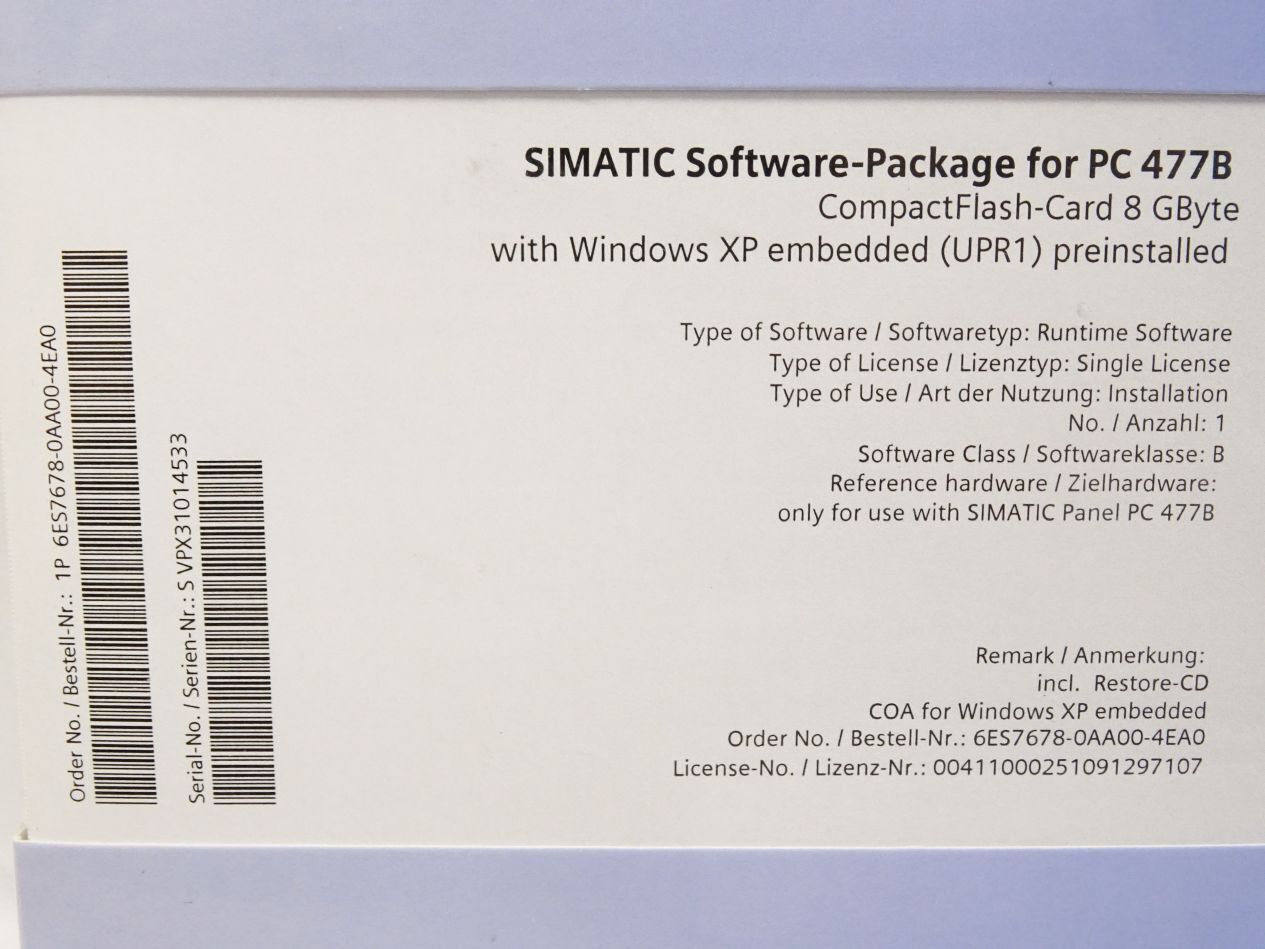 SIMATIC Software-Package for PC 477B
CompactFlash-Card 8 GByte
with Windows XP embedded (UPR1) preinstalled
Type of Software / Softwaretyp: Runtime Software
Type of License / Lizenztyp: Single License
Type of Use / Art der Nutzung: Installation
No. / Anzahl: 1
Software Class / Softwareklasse: B
Reference hardware / Zielhardware:
only for use with SIMATIC Panel PC 477B
Remark / Anmerkung:
incl. Restore-CD
COA for Windows XP embedded
Order No. / Bestell-Nr.: 6ES7678-0AA00-4EA0
License-No. / Lizenz-Nr.: 00411000251091297107
Order No. / Bestell-Nr.: 1P 6ES7678-0AA00-4EA0
Serial-No. / Serien-Nr.: S VPX31014533